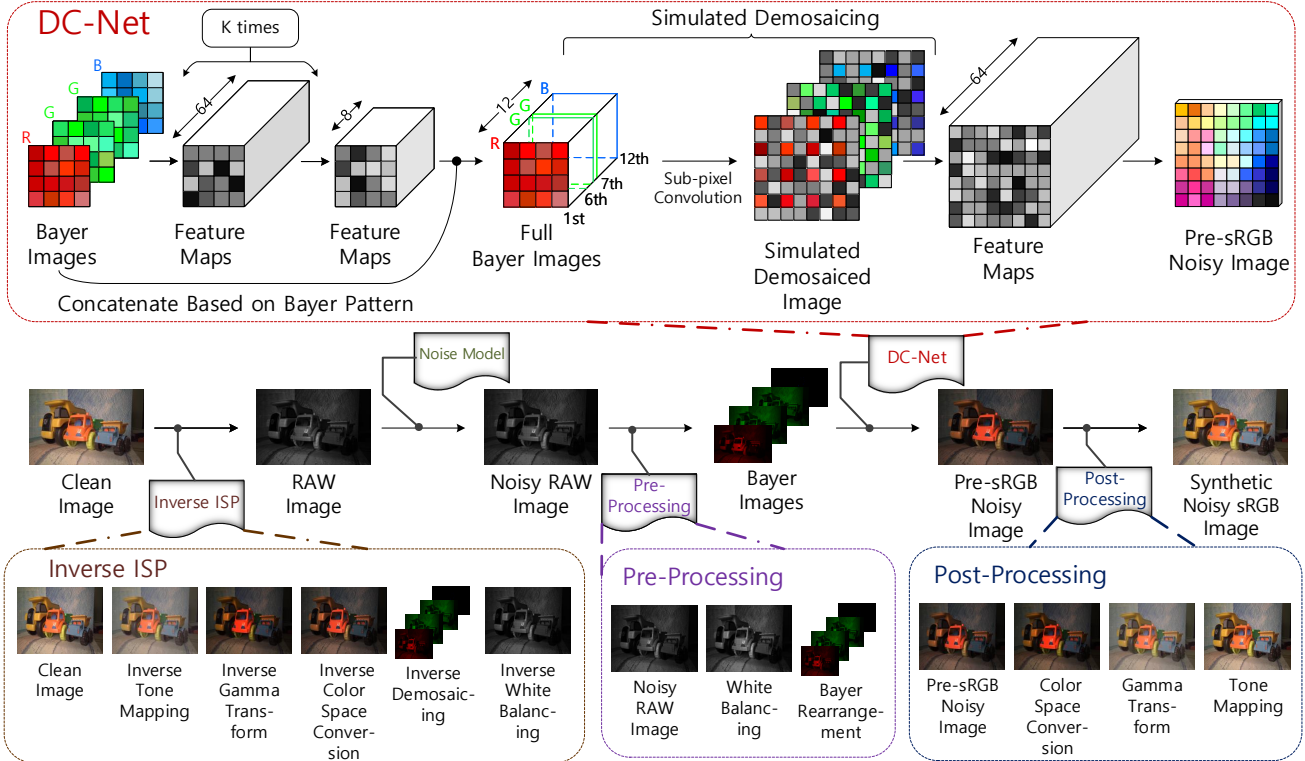 DC-Net
K times
Simulated Demosaicing
B
G
G
R
64
8
12
B
G
G
R
12th
7th
6th
1st
Sub-pixel
Convolution
64
Bayer
Images
Feature
Maps
Feature
Maps
Full
Bayer Images
Simulated
Demosaiced
Image
Feature
Maps
Pre-sRGB
Noisy Image
Concatenate Based on Bayer Pattern
Noise Model
DC-Net
Clean
Image
RAW
Image
Noisy RAW
Image
Bayer
Images
Pre-sRGB
Noisy
Image
Synthetic
Noisy sRGB
Image
Inverse ISP
Pre-
Processing
Post-
Processing
Inverse ISP
Clean
Image
Inverse
Tone
Mapping
Inverse
Gamma
Trans-
form
Inverse
Color
Space
Conver-
sion
Inverse
Demosaic-
ing
Inverse
White
Balanc-
ing
Pre-Processing
Noisy
RAW
Image
White
Balanc-
ing
Bayer
Rearrange-
ment
Post-Processing
Pre-sRGB
Noisy
Image
Color
Space
Conver-
sion
Gamma
Trans-
form
Tone
Mapping